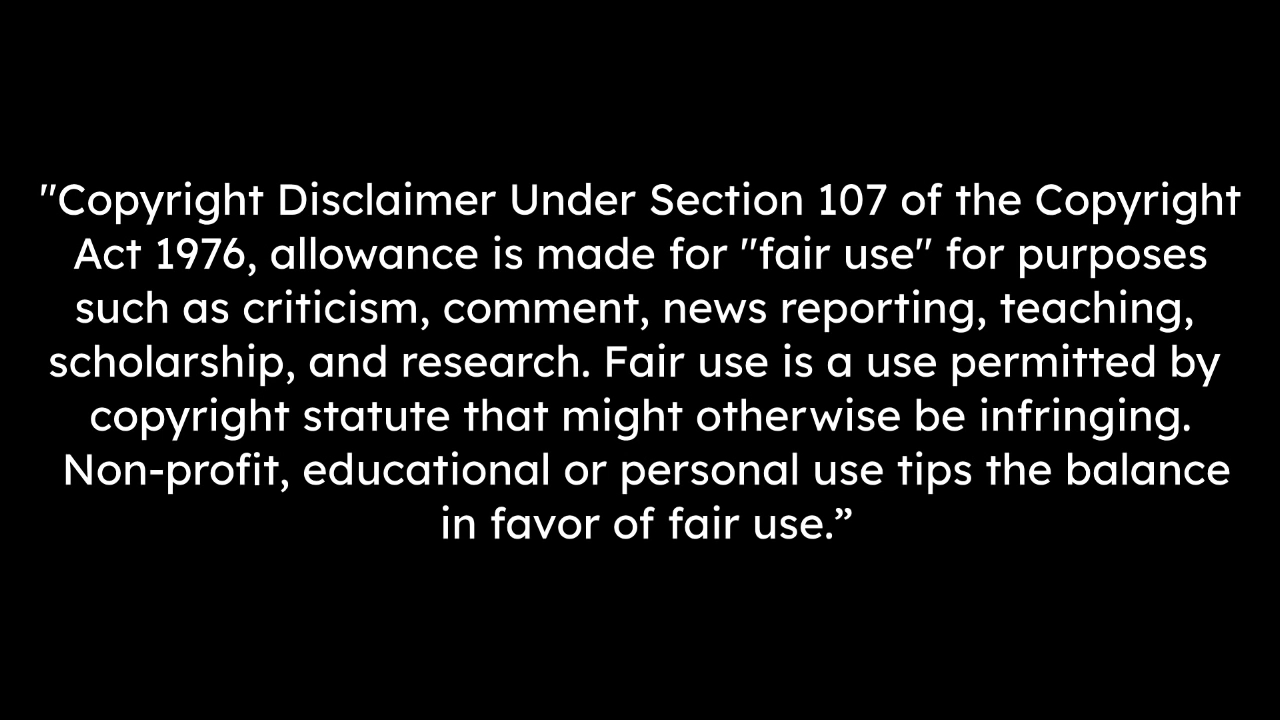 "Copyright Disclaimer Under Section 107 of the Copyright
Act 1976, allowance is made for "fair use" for purposes
such as criticism, comment, news reporting, teaching,
scholarship, and research. Fair use is a use permitted by
copyright statute that might otherwise be infringing.
Non-profit, educational or personal use tips the balance
in favor of fair use.”